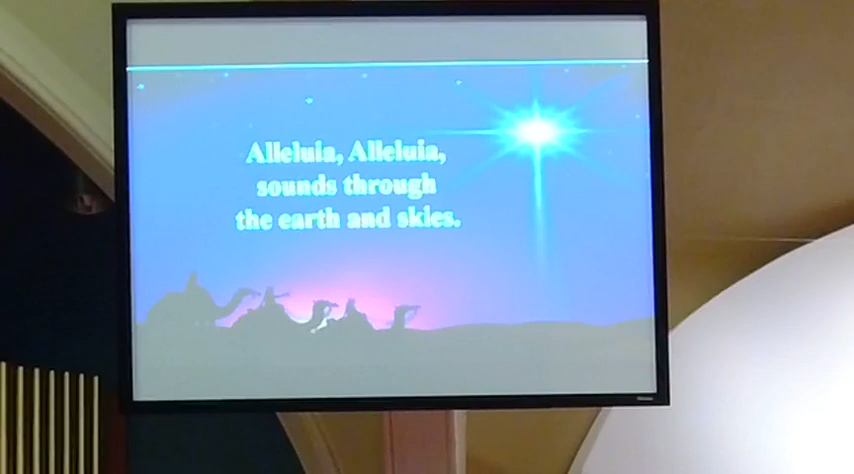 Alleluia, Alleluia,
sounds through
the earth and skies.